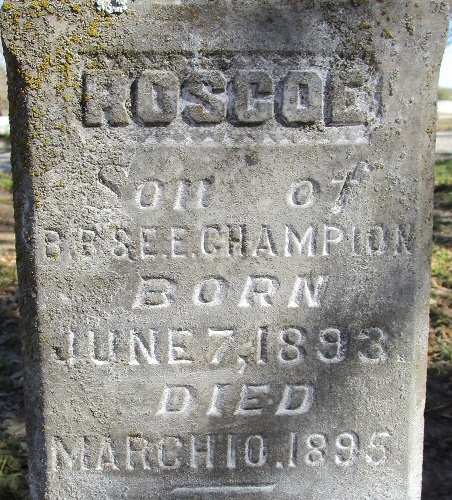 ROSCOE
Son of
B.B & E.E. CHAMPION
BORN
JUNE 7, 1893.
DIED
MARCH 10. 1895